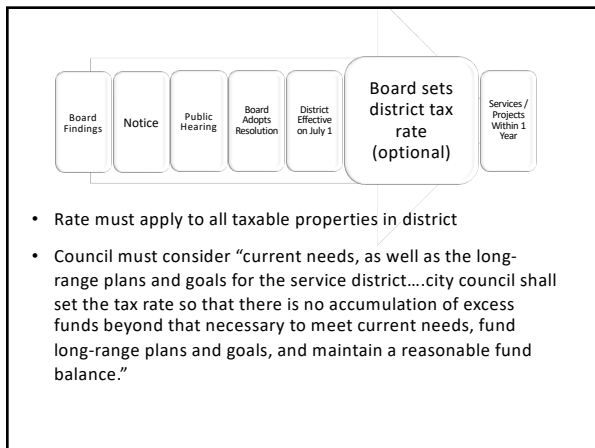 Board
Findings
Notice
Public
Hearing
Board
Adopts
Resolution
District
Effective
on July 1
Board sets
district tax
rate
(optional)
Services /
Projects
Within 1
Year
• Rate must apply to all taxable properties in district
• Council must consider “current needs, as well as the long-
range plans and goals for the service district….city council shall
set the tax rate so that there is no accumulation of excess
funds beyond that necessary to meet current needs, fund
long-range plans and goals, and maintain a reasonable fund
balance.”